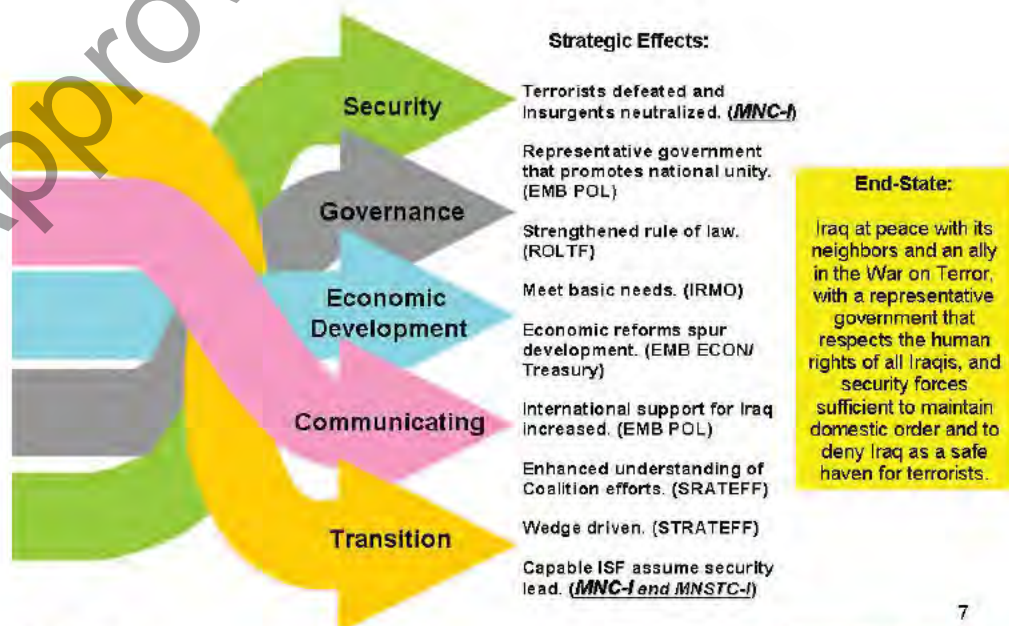 Strategic Effects:
Security
Terrorists defeated and
Insurgents neutralized. (MNC-I)
Representative government
that promotes national unity.
(EMB POL)
Governance
Strengthened rule of law.
(ROLTF)
Economic
Development
Meet basic needs. (IRMO)
Economic reforms spur
development. (EMB ECON/
Treasury)
Communicating
International support for Iraq
increased. (EMB POL)
Enhanced understanding of
Coalition efforts. (SRATEFF)
Wedge driven. (STRATEFF)
Transition
Capable ISF assume security
lead. (MNC-I and MNSTC-I)
End-State:
Iraq at peace with its
neighbors and an ally
in the War on Terror,
with a representative
government that
respects the human
rights of all Iraqis, and
security forces
sufficient to maintain
domestic order and to
deny Iraq as a safe
haven for terrorists.
7